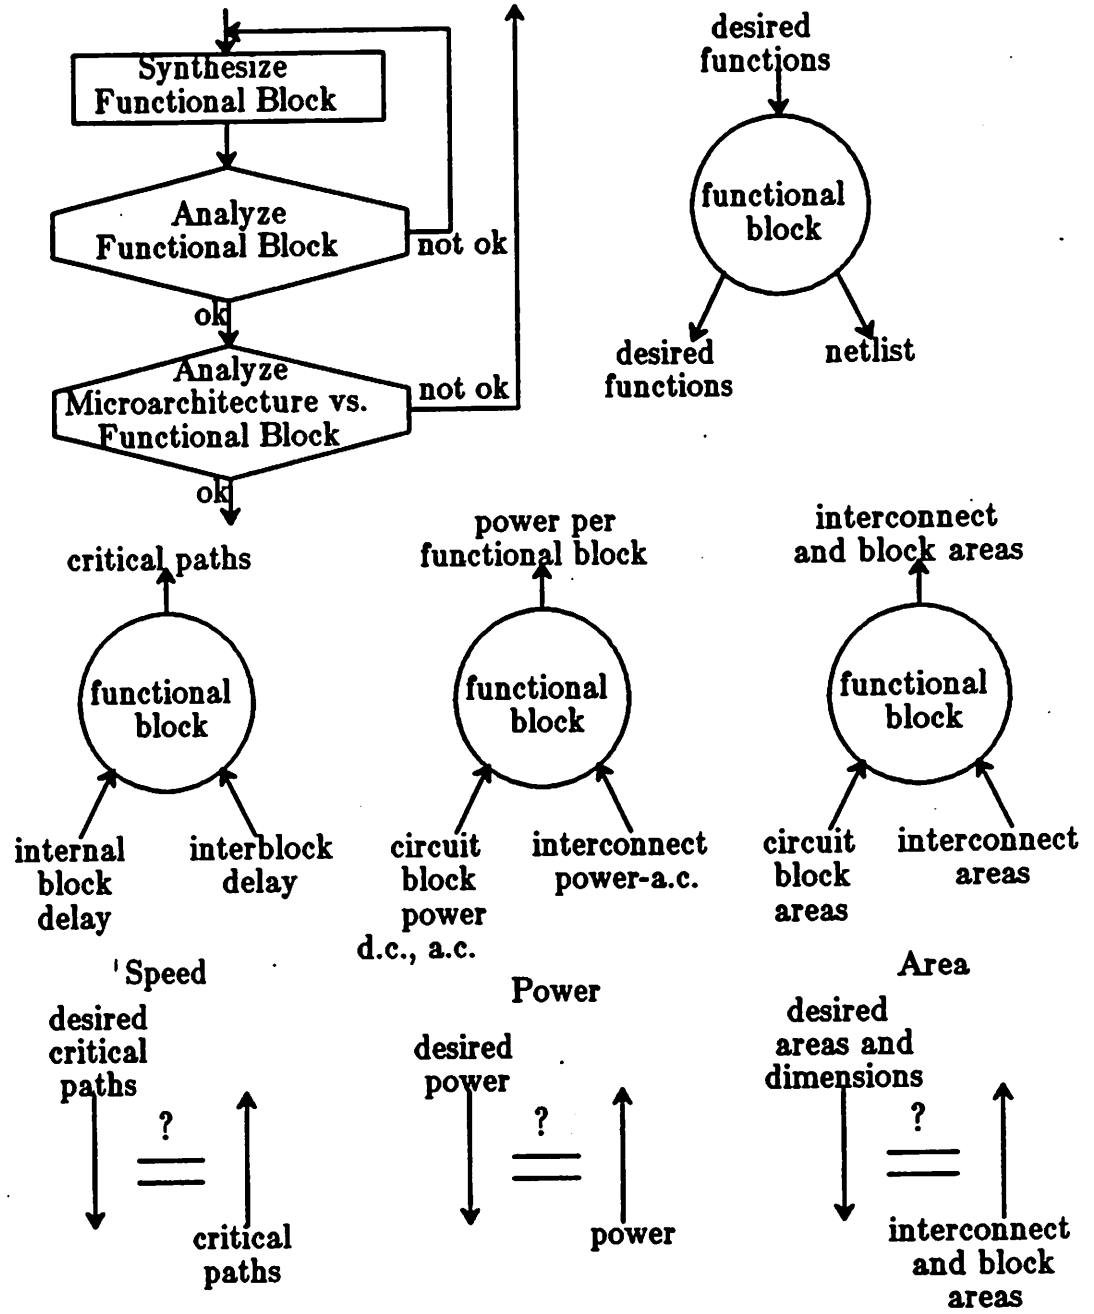 Synthesize
Functional Block
Analyze
Functional Block
not ok
ok
Analyze
Microarchitecture vs.
Functional Block
not ok
ok
desired
functions
functional
block
desired
functions
netlist
critical paths
functional
block
internal
block
delay
interblock
delay
Speed
power per
functional block
functional
block
circuit
block
power
d.c., a.c.
interconnect
power-a.c.
Power
interconnect
and block areas
functional
block
circuit
block
areas
interconnect
areas
Area
desired
critical
paths
?
critical
paths
desired
power
?
power
desired
areas and
dimensions
?
interconnect
and block
areas